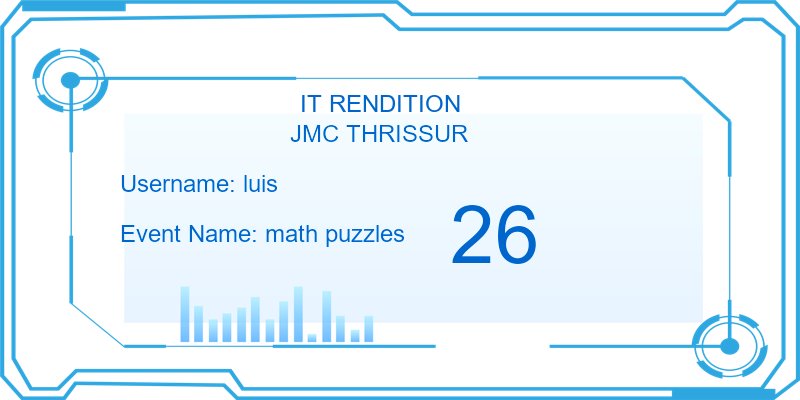 IT RENDITION
JMC THRISSUR
Username: luis
Event Name: math puzzles
26